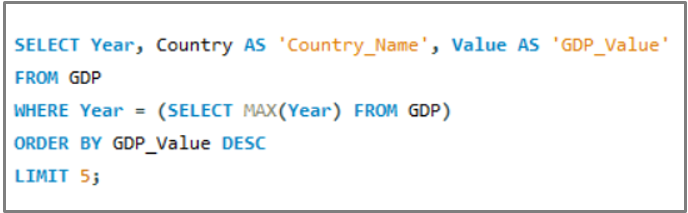 SELECT Year, Country AS 'Country_Name', Value AS 'GDP_Value'
FROM GDP
WHERE Year = (SELECT MAX(Year) FROM GDP)
ORDER BY GDP_Value DESC
LIMIT 5;